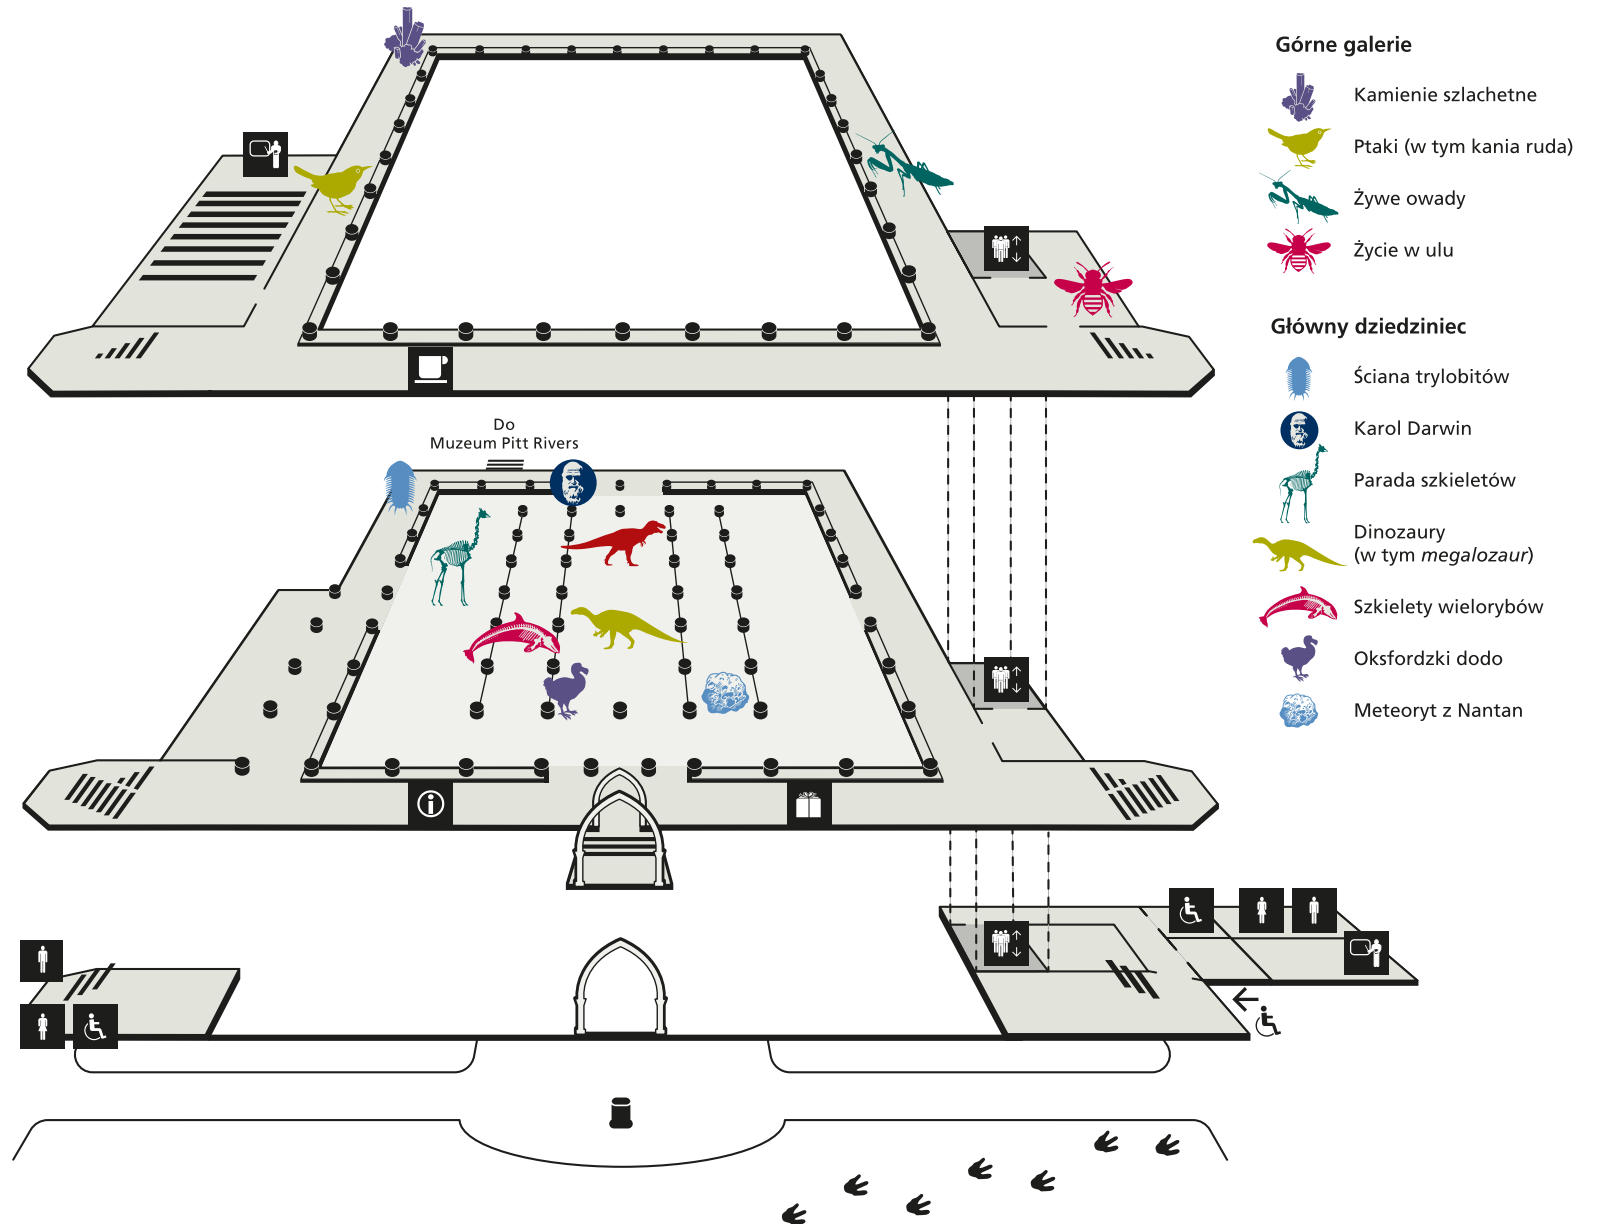 Górne galerie
Kamienie szlachetne
Ptaki (w tym kania ruda)
Żywe owady
Życie w ulu
Główny dziedziniec
Ściana trylobitów
Karol Darwin
Parada szkieletów
Dinozaury
(w tym megalozaur)
Szkielety wielorybów
Oksfordzki dodo
Meteoryt z Nantan
Do
Muzeum Pitt Rivers